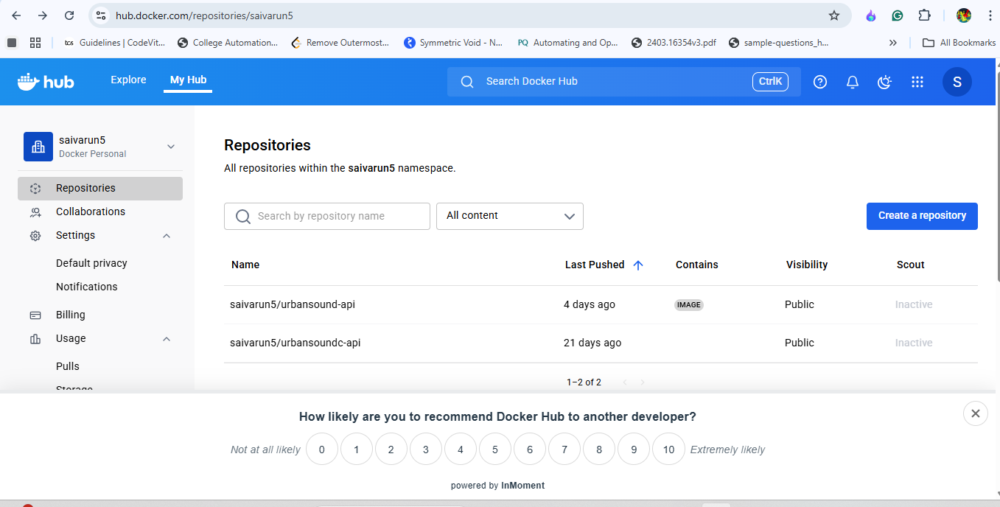 hub.docker.com/repositories/saivarun5
tcs Guidelines | CodeVit... College Automation... Remove Outermost... Symmetric Void - N... PQ Automating and Op... 2403.16354v3.pdf sample-questions_h... » All Bookmarks
hub Explore My Hub Search Docker Hub CtrlK S
saivarun5
Docker Personal
Repositories
Collaborations
Settings
Default privacy
Notifications
Billing
Usage
Pulls
Storage
Repositories
All repositories within the saivarun5 namespace.
Search by repository name All content Create a repository
Name Last Pushed Contains Visibility Scout
saivarun5/urbansound-api 4 days ago IMAGE Public Inactive
saivarun5/urbansoundc-api 21 days ago Public Inactive
1–2 of 2
How likely are you to recommend Docker Hub to another developer?
Not at all likely 0 1 2 3 4 5 6 7 8 9 10 Extremely likely
powered by InMoment